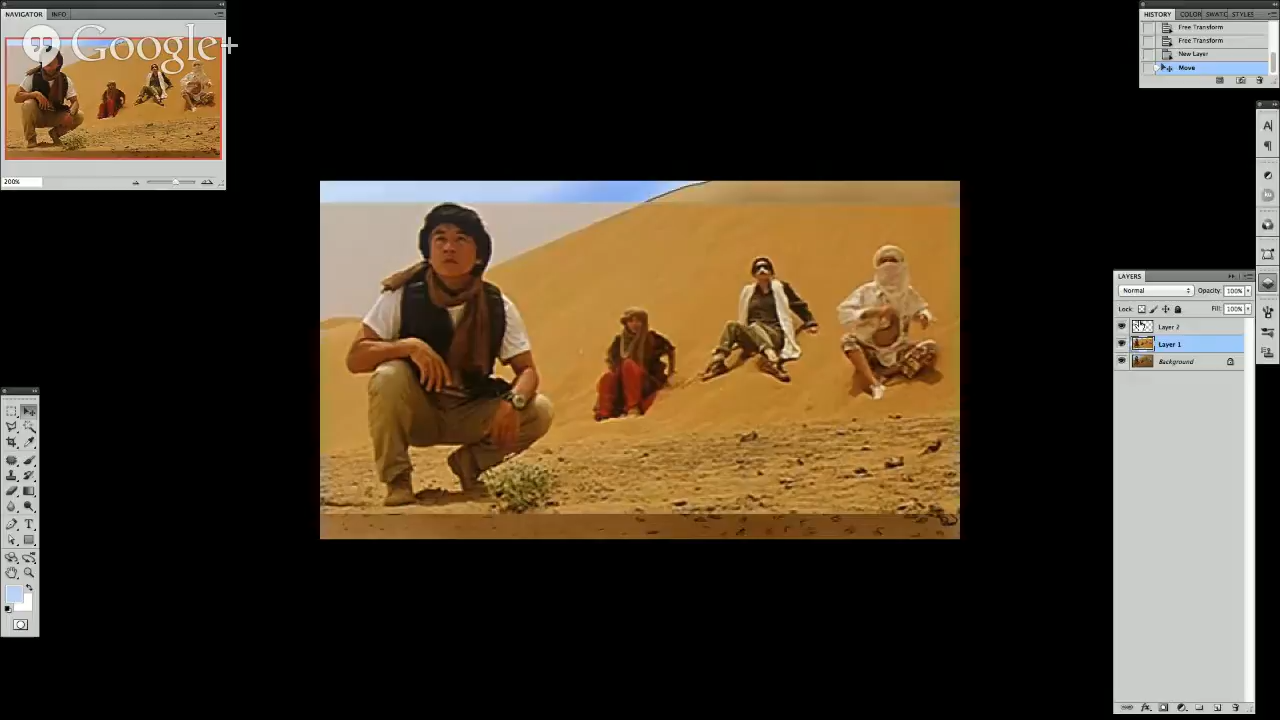 NAVIGATOR INFO
Google+
200%
HISTORY COLOR SWATC STYLES
Free Transform
Free Transform
New Layer
Move
LAYERS
Normal Opacity: 100%
Lock: Fill: 100%
Layer 2
Layer 1
Background